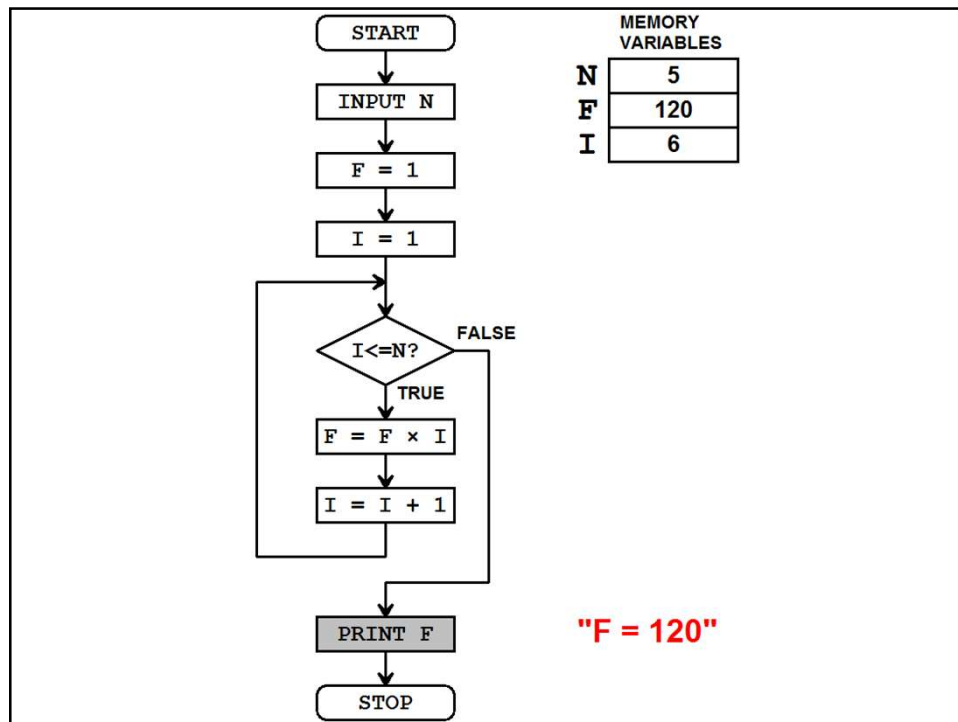 START
INPUT N
F = 1
I = 1
I<=N?
FALSE
TRUE
F = F × I
I = I + 1
PRINT F
STOP
MEMORY
VARIABLES
N 5
F 120
I 6
"F = 120"